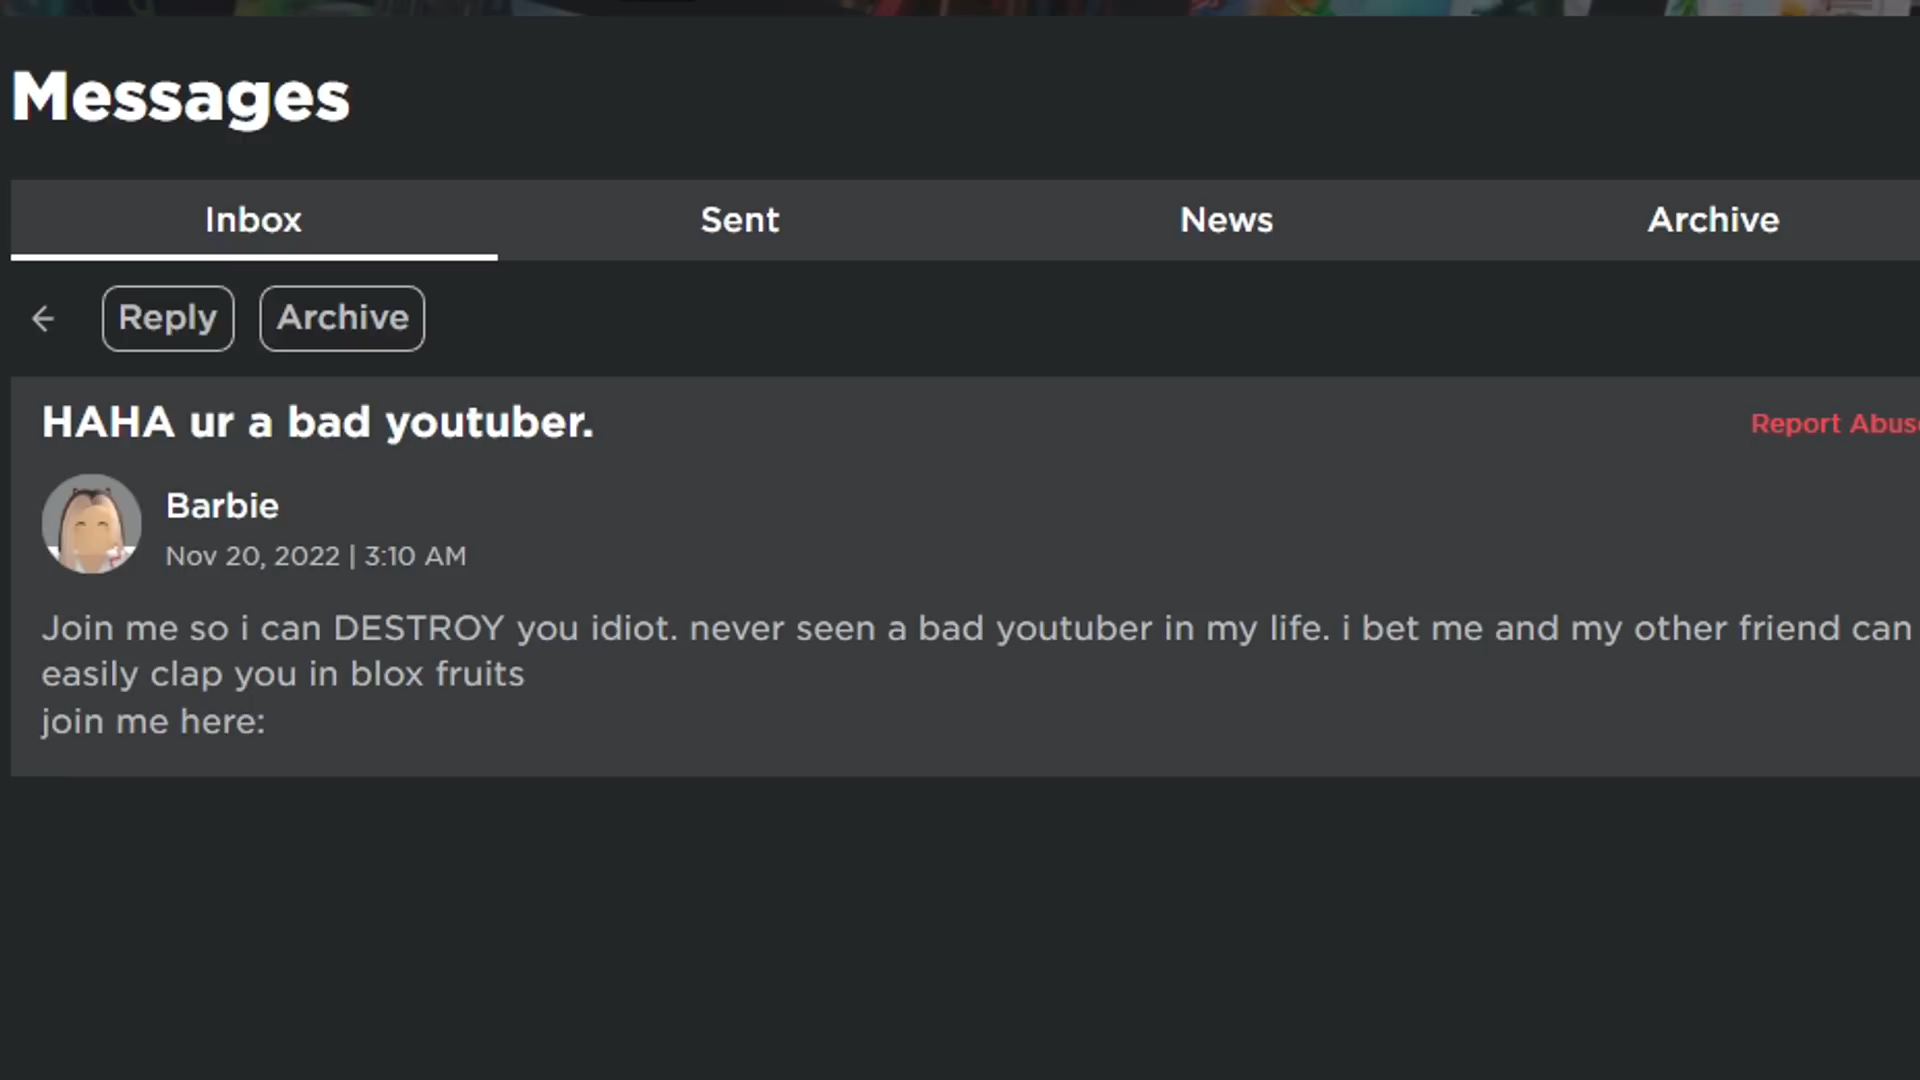 Messages
Inbox Sent News Archive
Reply Archive
HAHA ur a bad youtuber.
Report Abuse
Barbie
Nov 20, 2022 | 3:10 AM
Join me so i can DESTROY you idiot. never seen a bad youtuber in my life. i bet me and my other friend can
easily clap you in blox fruits
join me here: